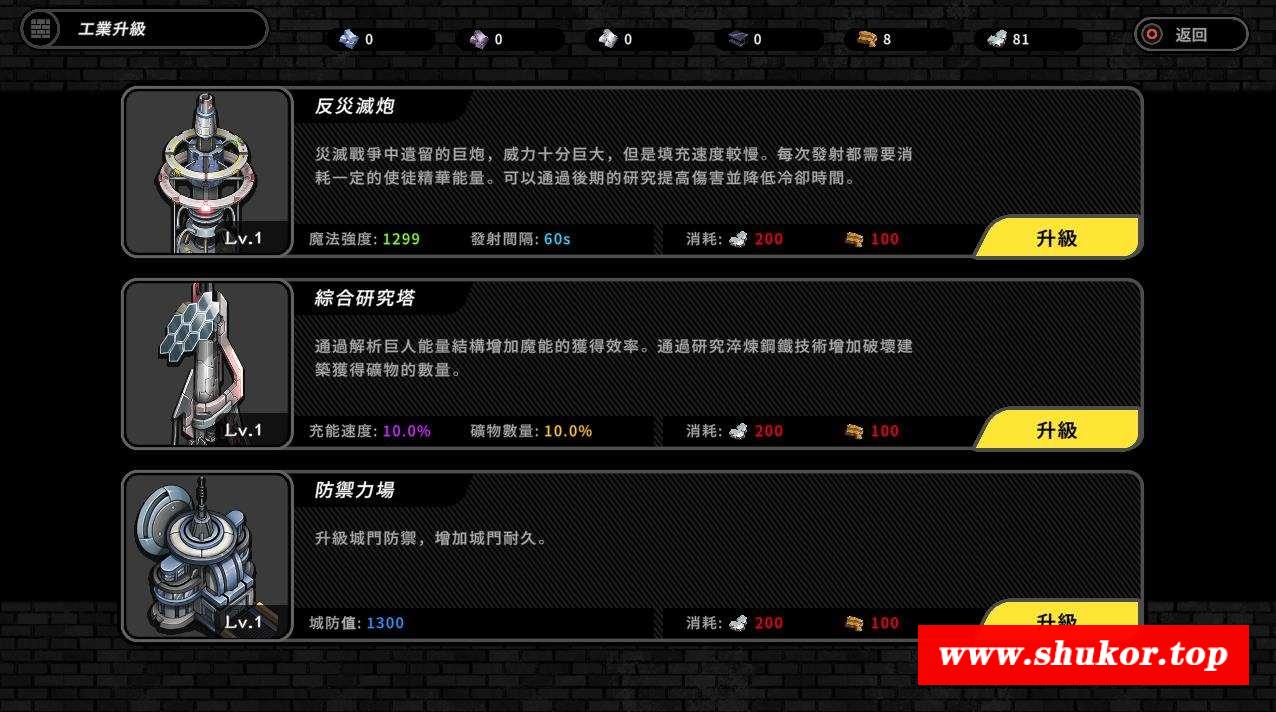 工業升級
0
0
0
0
8
81
返回
反災滅炮
災滅戰爭中遺留的巨炮，威力十分巨大，但是填充速度較慢。每次發射都需要消
耗一定的使徒精華能量。可以通過後期的研究提高傷害並降低冷卻時間。
Lv.1
魔法強度: 1299
發射間隔: 60s
消耗: 200
100
升級
綜合研究塔
通過解析巨人能量結構增加魔能的獲得效率。通過研究淬煉鋼鐵技術增加破壞建
築獲得礦物的數量。
Lv.1
充能速度: 10.0%
礦物數量: 10.0%
消耗: 200
100
升級
防禦力場
升級城門防禦，增加城門耐久。
Lv.1
城防值: 1300
消耗: 200
100
升級
www.shukor.top